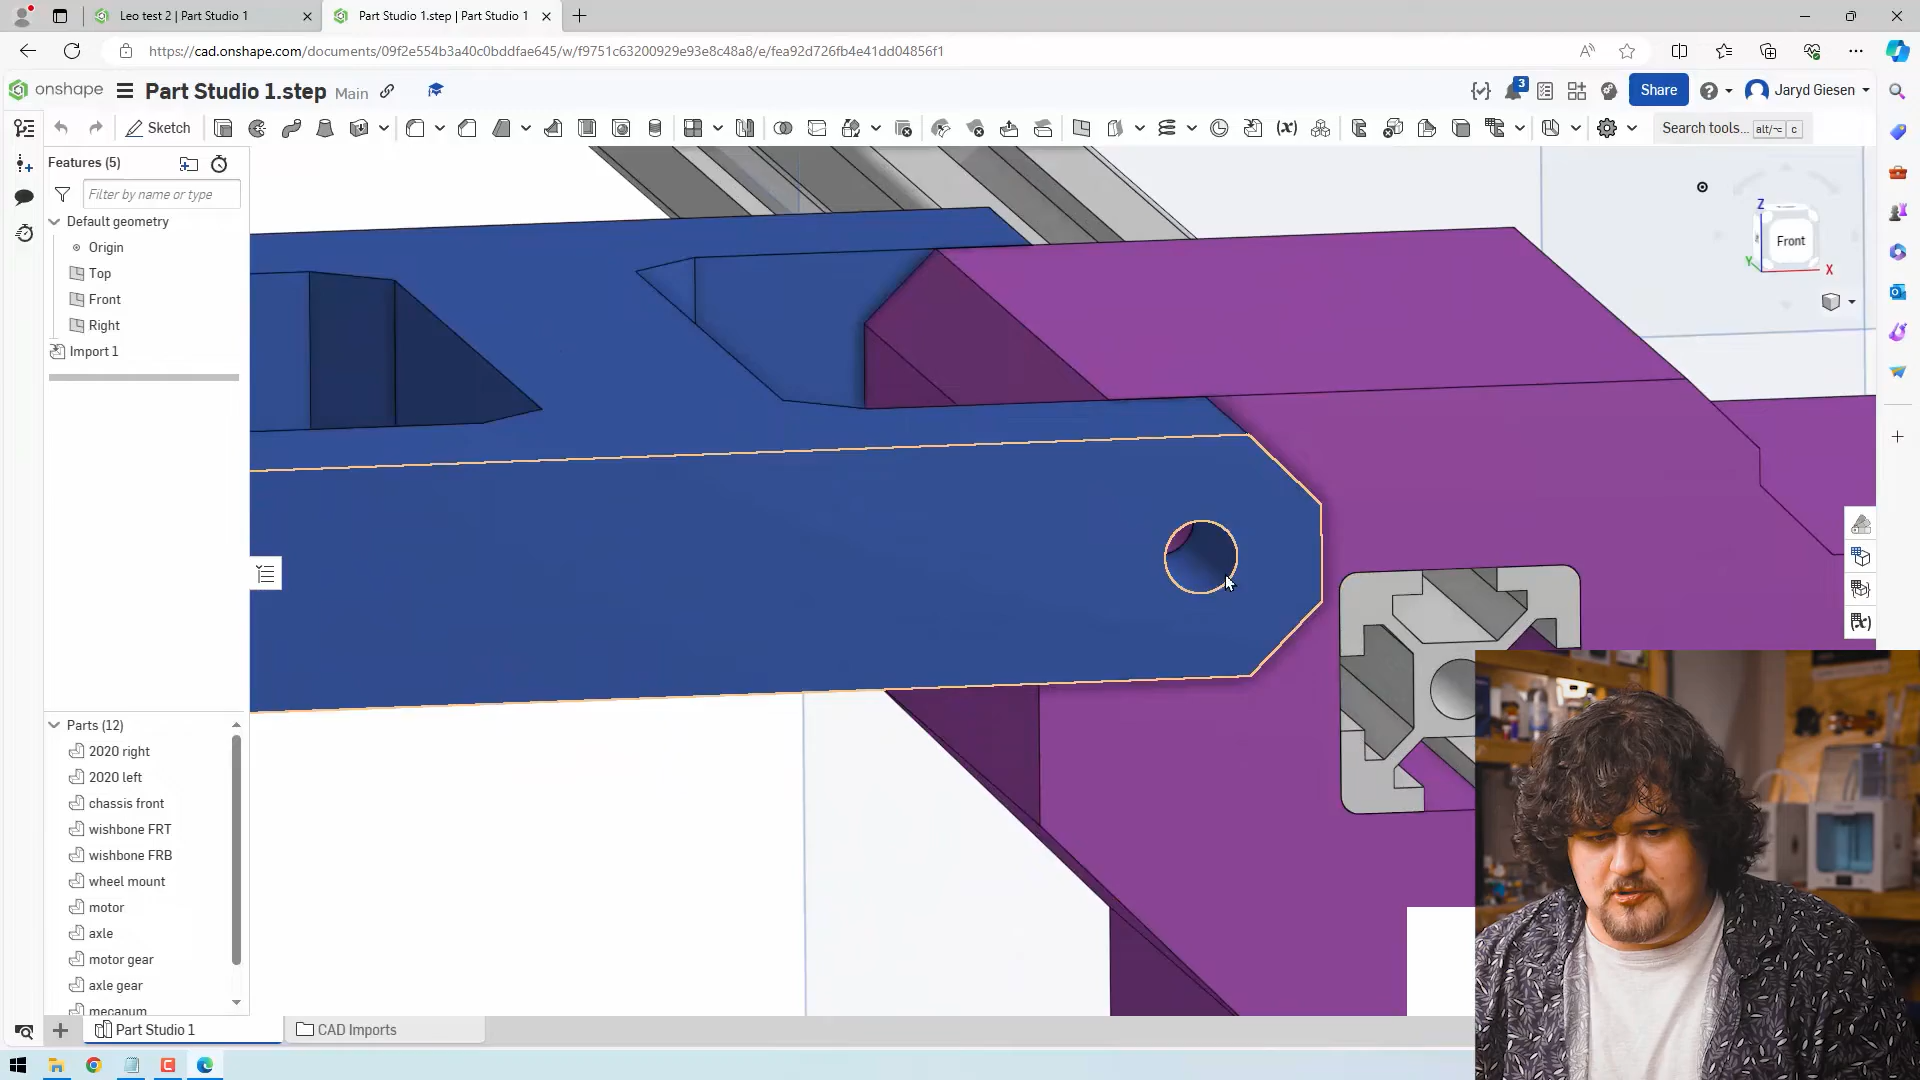 Leo test 2 | Part Studio 1
Part Studio 1.step | Part Studio 1
https://cad.onshape.com/documents/09f2e554b3a40c0bddfae645/w/f9751c63200929e93e8c48a8/e/fea92d726fb4e41dd04856f1
onshape
Part Studio 1.step
Main
3
Share
Jaryd Giesen
Sketch
Search tools...
alt/⌥
c
Features (5)
Filter by name or type
Default geometry
Origin
Top
Front
Right
Import 1
Z
Front
Y
X
Parts (12)
2020 right
2020 left
chassis front
wishbone FRT
wishbone FRB
wheel mount
motor
axle
motor gear
axle gear
mecanum
Part Studio 1
CAD Imports